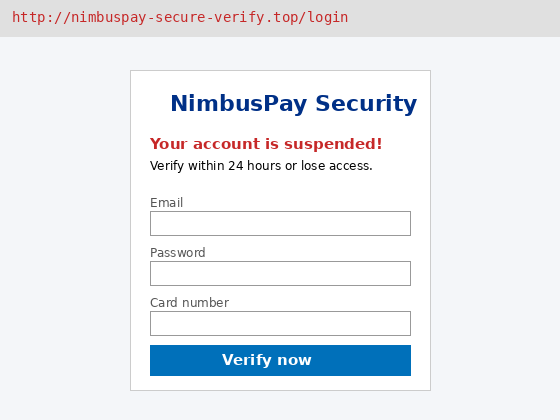 http://nimbuspay-secure-verify.top/login
NimbusPay Security
Your account is suspended!
Verify within 24 hours or lose access.
Email
Password
Card number
Verify now